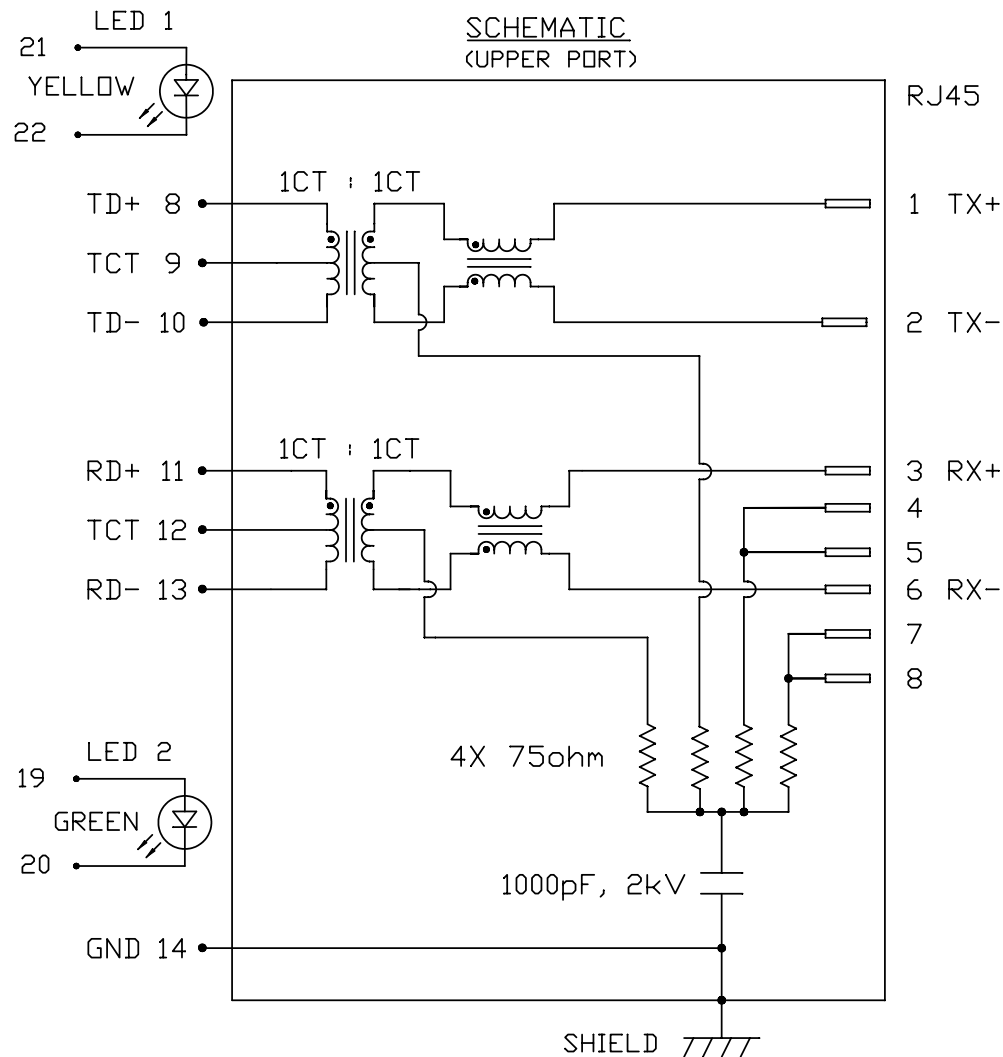 LED 1
SCHEMATIC
(UPPER PORT)
21
YELLOW
22
RJ45
1CT : 1CT
TD+ 8
1 TX+
TCT 9
TD- 10
2 TX-
1CT : 1CT
RD+ 11
3 RX+
4
TCT 12
5
RD- 13
6 RX-
7
8
LED 2
4X 75ohm
19
GREEN
20
1000pF, 2kV
GND 14
SHIELD